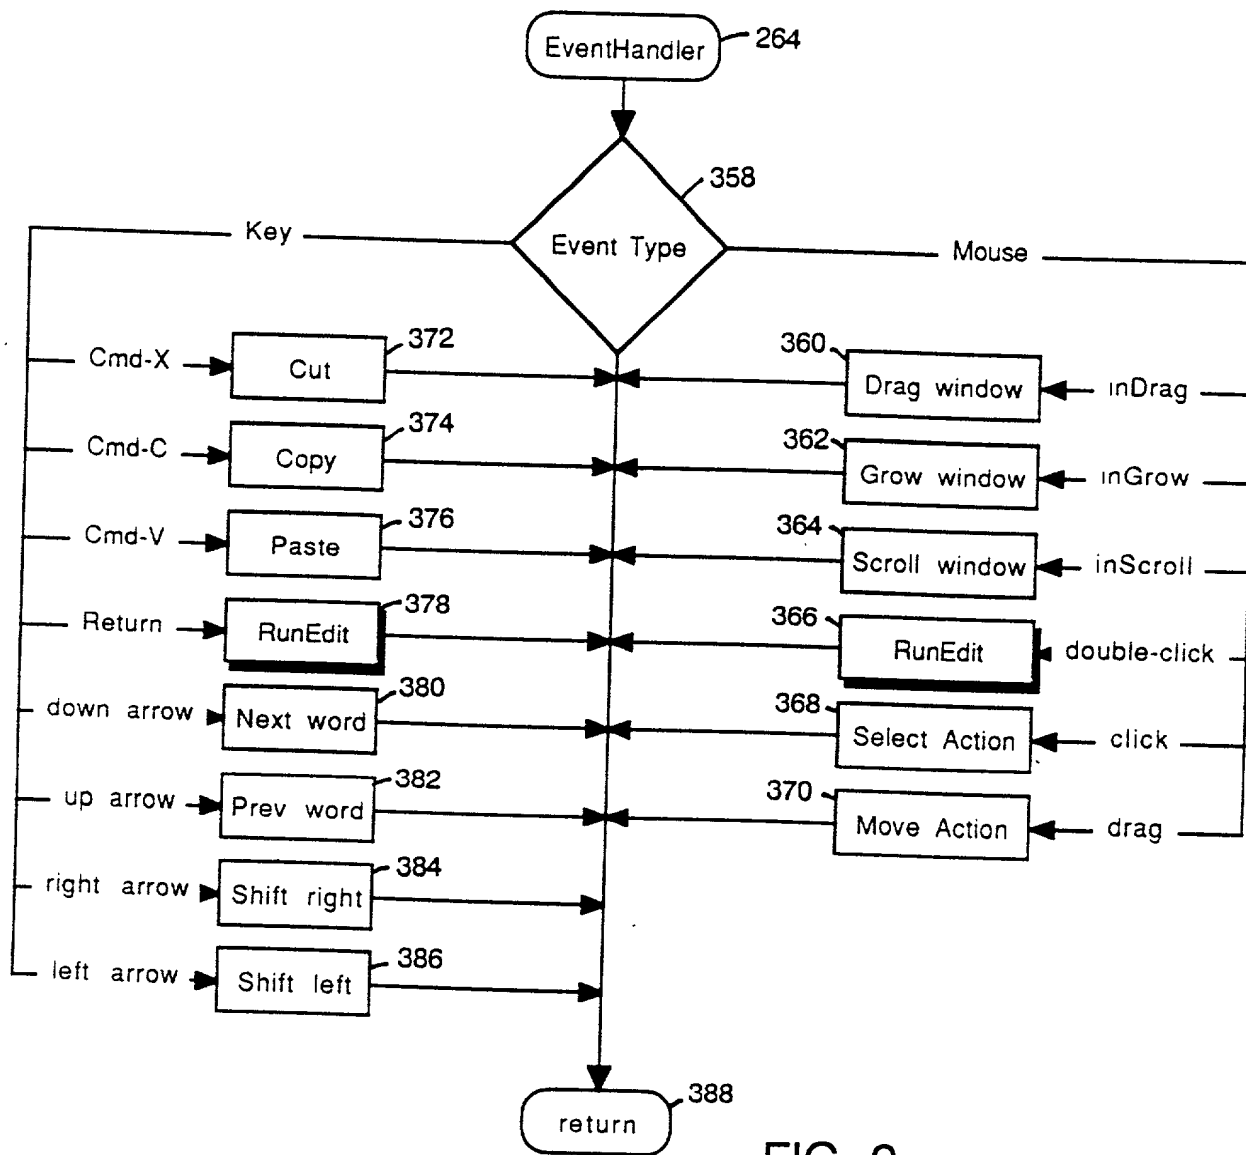 EventHandler 264
358
Event Type
Key
Mouse
Cmd-X Cut 372
360 Drag window inDrag
Cmd-C Copy 374
362 Grow window inGrow
Cmd-V Paste 376
364 Scroll window inScroll
Return RunEdit 378
366 RunEdit double-click
down arrow Next word 380
368 Select Action click
up arrow Prev word 382
370 Move Action drag
right arrow Shift right 384
left arrow Shift left 386
return 388
FIG.